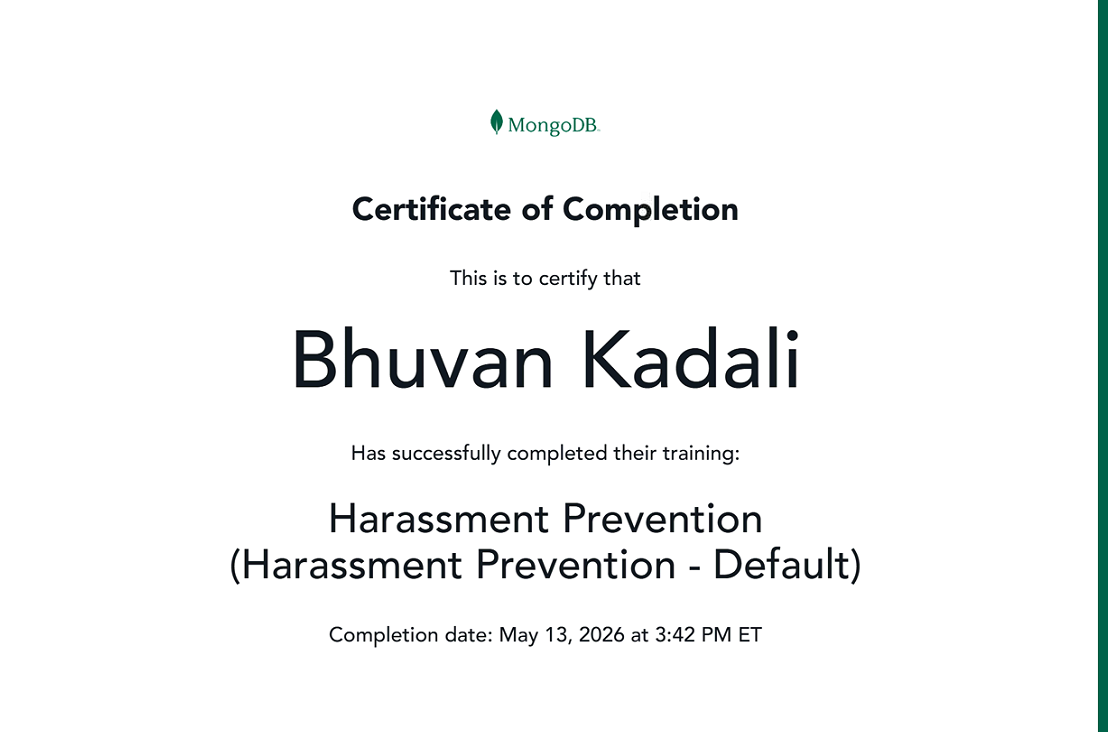 MongoDB
Certificate of Completion
This is to certify that
Bhuvan Kadali
Has successfully completed their training:
Harassment Prevention
(Harassment Prevention - Default)
Completion date: May 13, 2026 at 3:42 PM ET